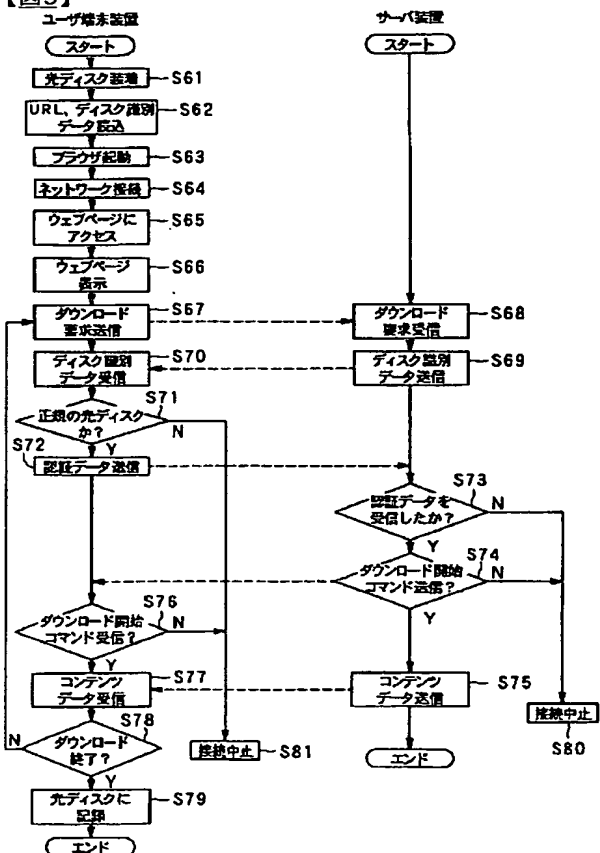 ユーザ端末装置
スタート
光ディスク装着
S61
URL、ディスク識別
データ読込
S62
ブラウザ起動
S63
ネットワーク接続
S64
ウェブページに
アクセス
S65
ウェブページ
表示
S66
ダウンロード
要求送信
S67
ディスク識別
データ受信
S70
正規の光ディスク
か?
S71
N
Y
S72
認証データ送信
ダウンロード開始
コマンド受信?
S76
N
Y
コンテンツ
データ受信
S77
ダウンロード
終了?
S78
N
Y
光ディスクに
記録
S79
エンド
接続中止
S81
サーバ装置
スタート
ダウンロード
要求受信
S68
ディスク識別
データ送信
S69
認証データを
受信したか?
S73
N
Y
ダウンロード開始
コマンド送信?
S74
N
Y
コンテンツ
データ送信
S75
エンド
接続中止
S80